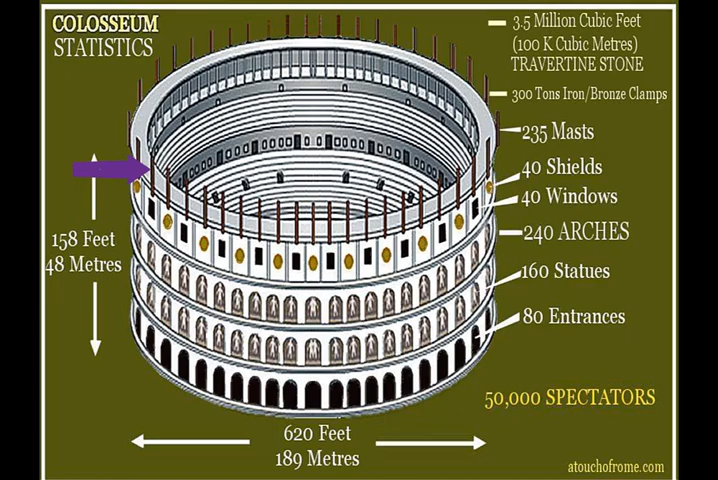 COLOSSEUM
STATISTICS
3.5 Million Cubic Feet
(100 K Cubic Metres)
TRAVERTINE STONE
300 Tons Iron/Bronze Clamps
235 Masts
40 Shields
40 Windows
240 ARCHES
160 Statues
80 Entrances
158 Feet
48 Metres
50,000 SPECTATORS
620 Feet
189 Metres
atouchofrome.com